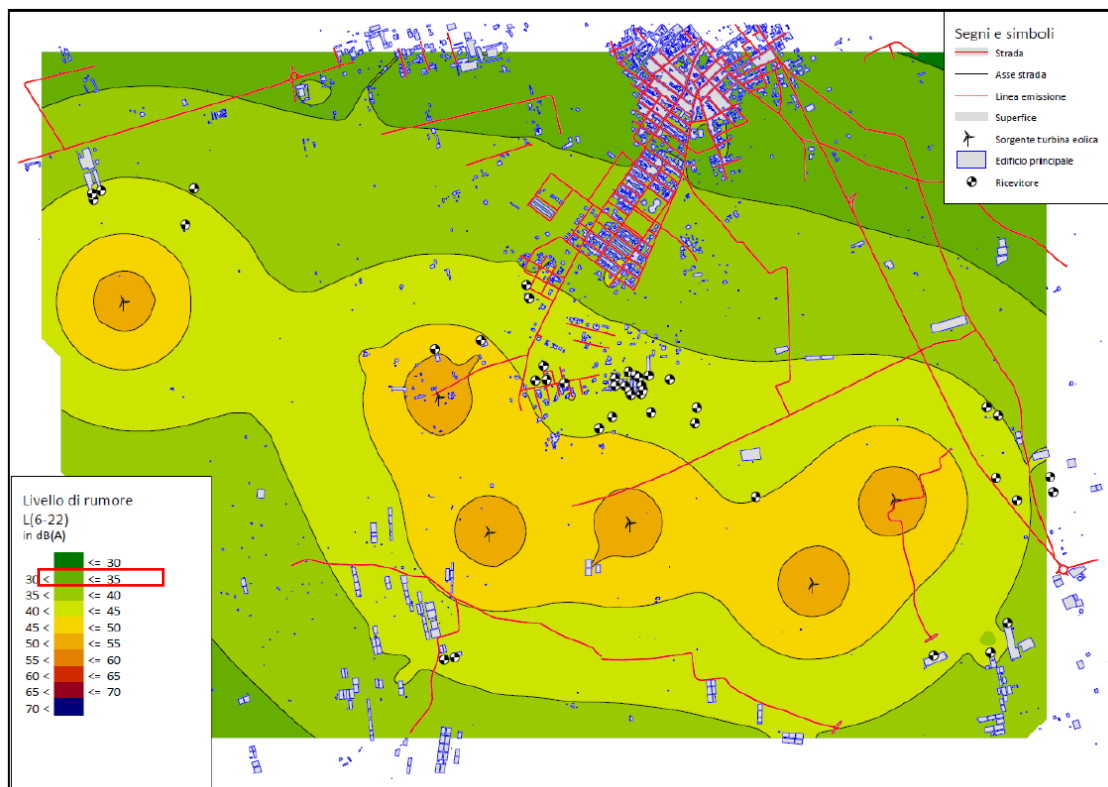 Segni e simboli
Strada
Asse strada
Linea emissione
Superfice
Sorgente turbina eolica
Edificio principale
Ricevitore
Livello di rumore
L(6-22)
in dB(A)
<= 30
30 < <= 35
35 < <= 40
40 < <= 45
45 < <= 50
50 < <= 55
55 < <= 60
60 < <= 65
65 < <= 70
70 <